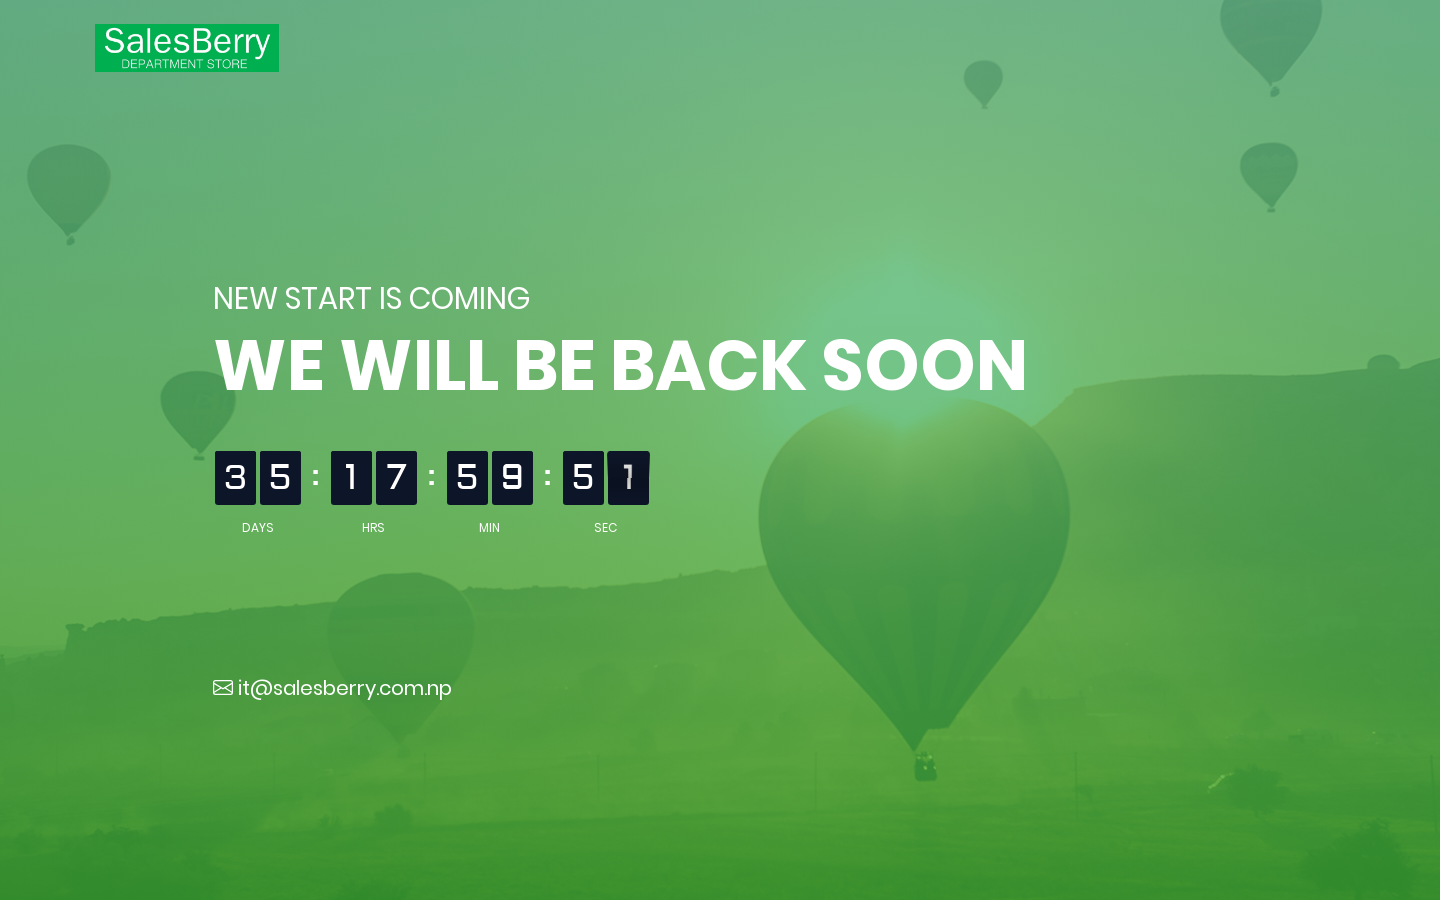 SalesBerry
DEPARTMENT STORE
NEW START IS COMING
WE WILL BE BACK SOON
35 : 17 : 59 : 51
DAYS HRS MIN SEC
it@salesberry.com.np